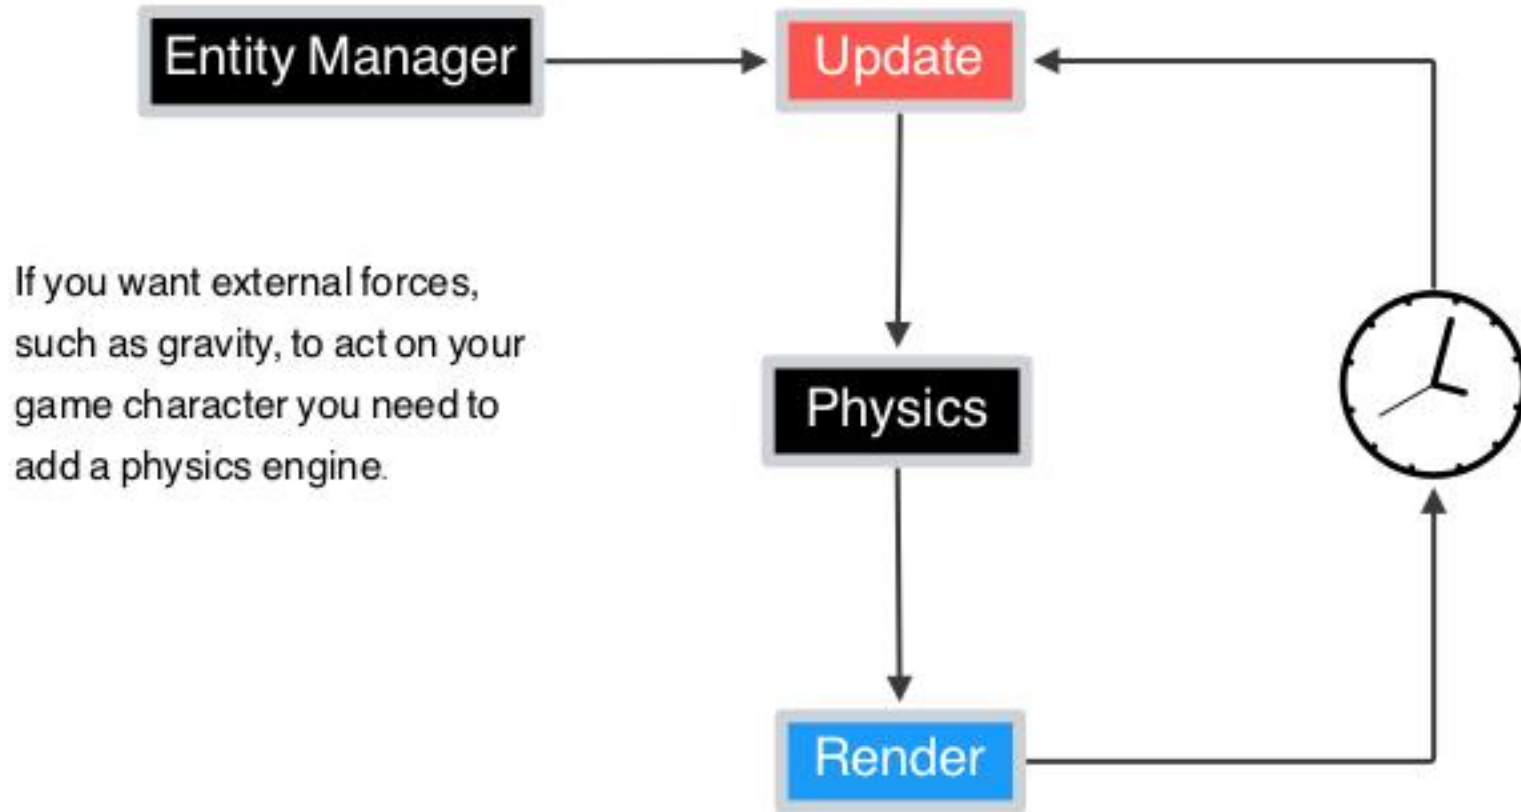 Entity Manager
Update
If you want external forces,
such as gravity, to act on your
game character you need to
add a physics engine.
Physics
Render